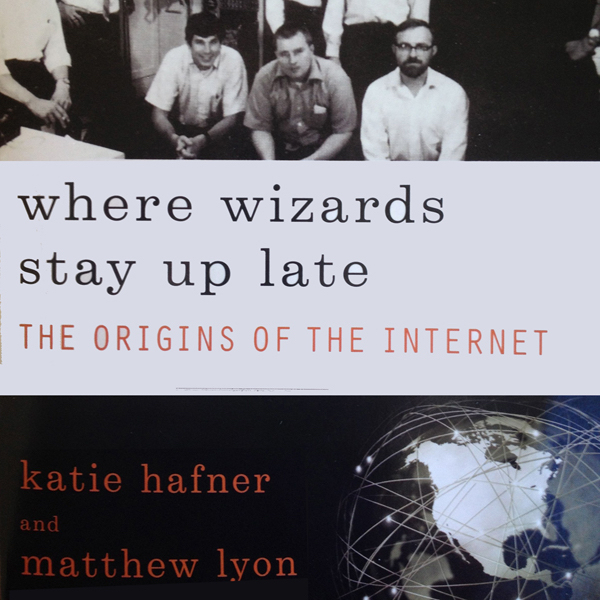 where wizards
stay up late
THE ORIGINS OF THE INTERNET
katie hafner
and
matthew lyon